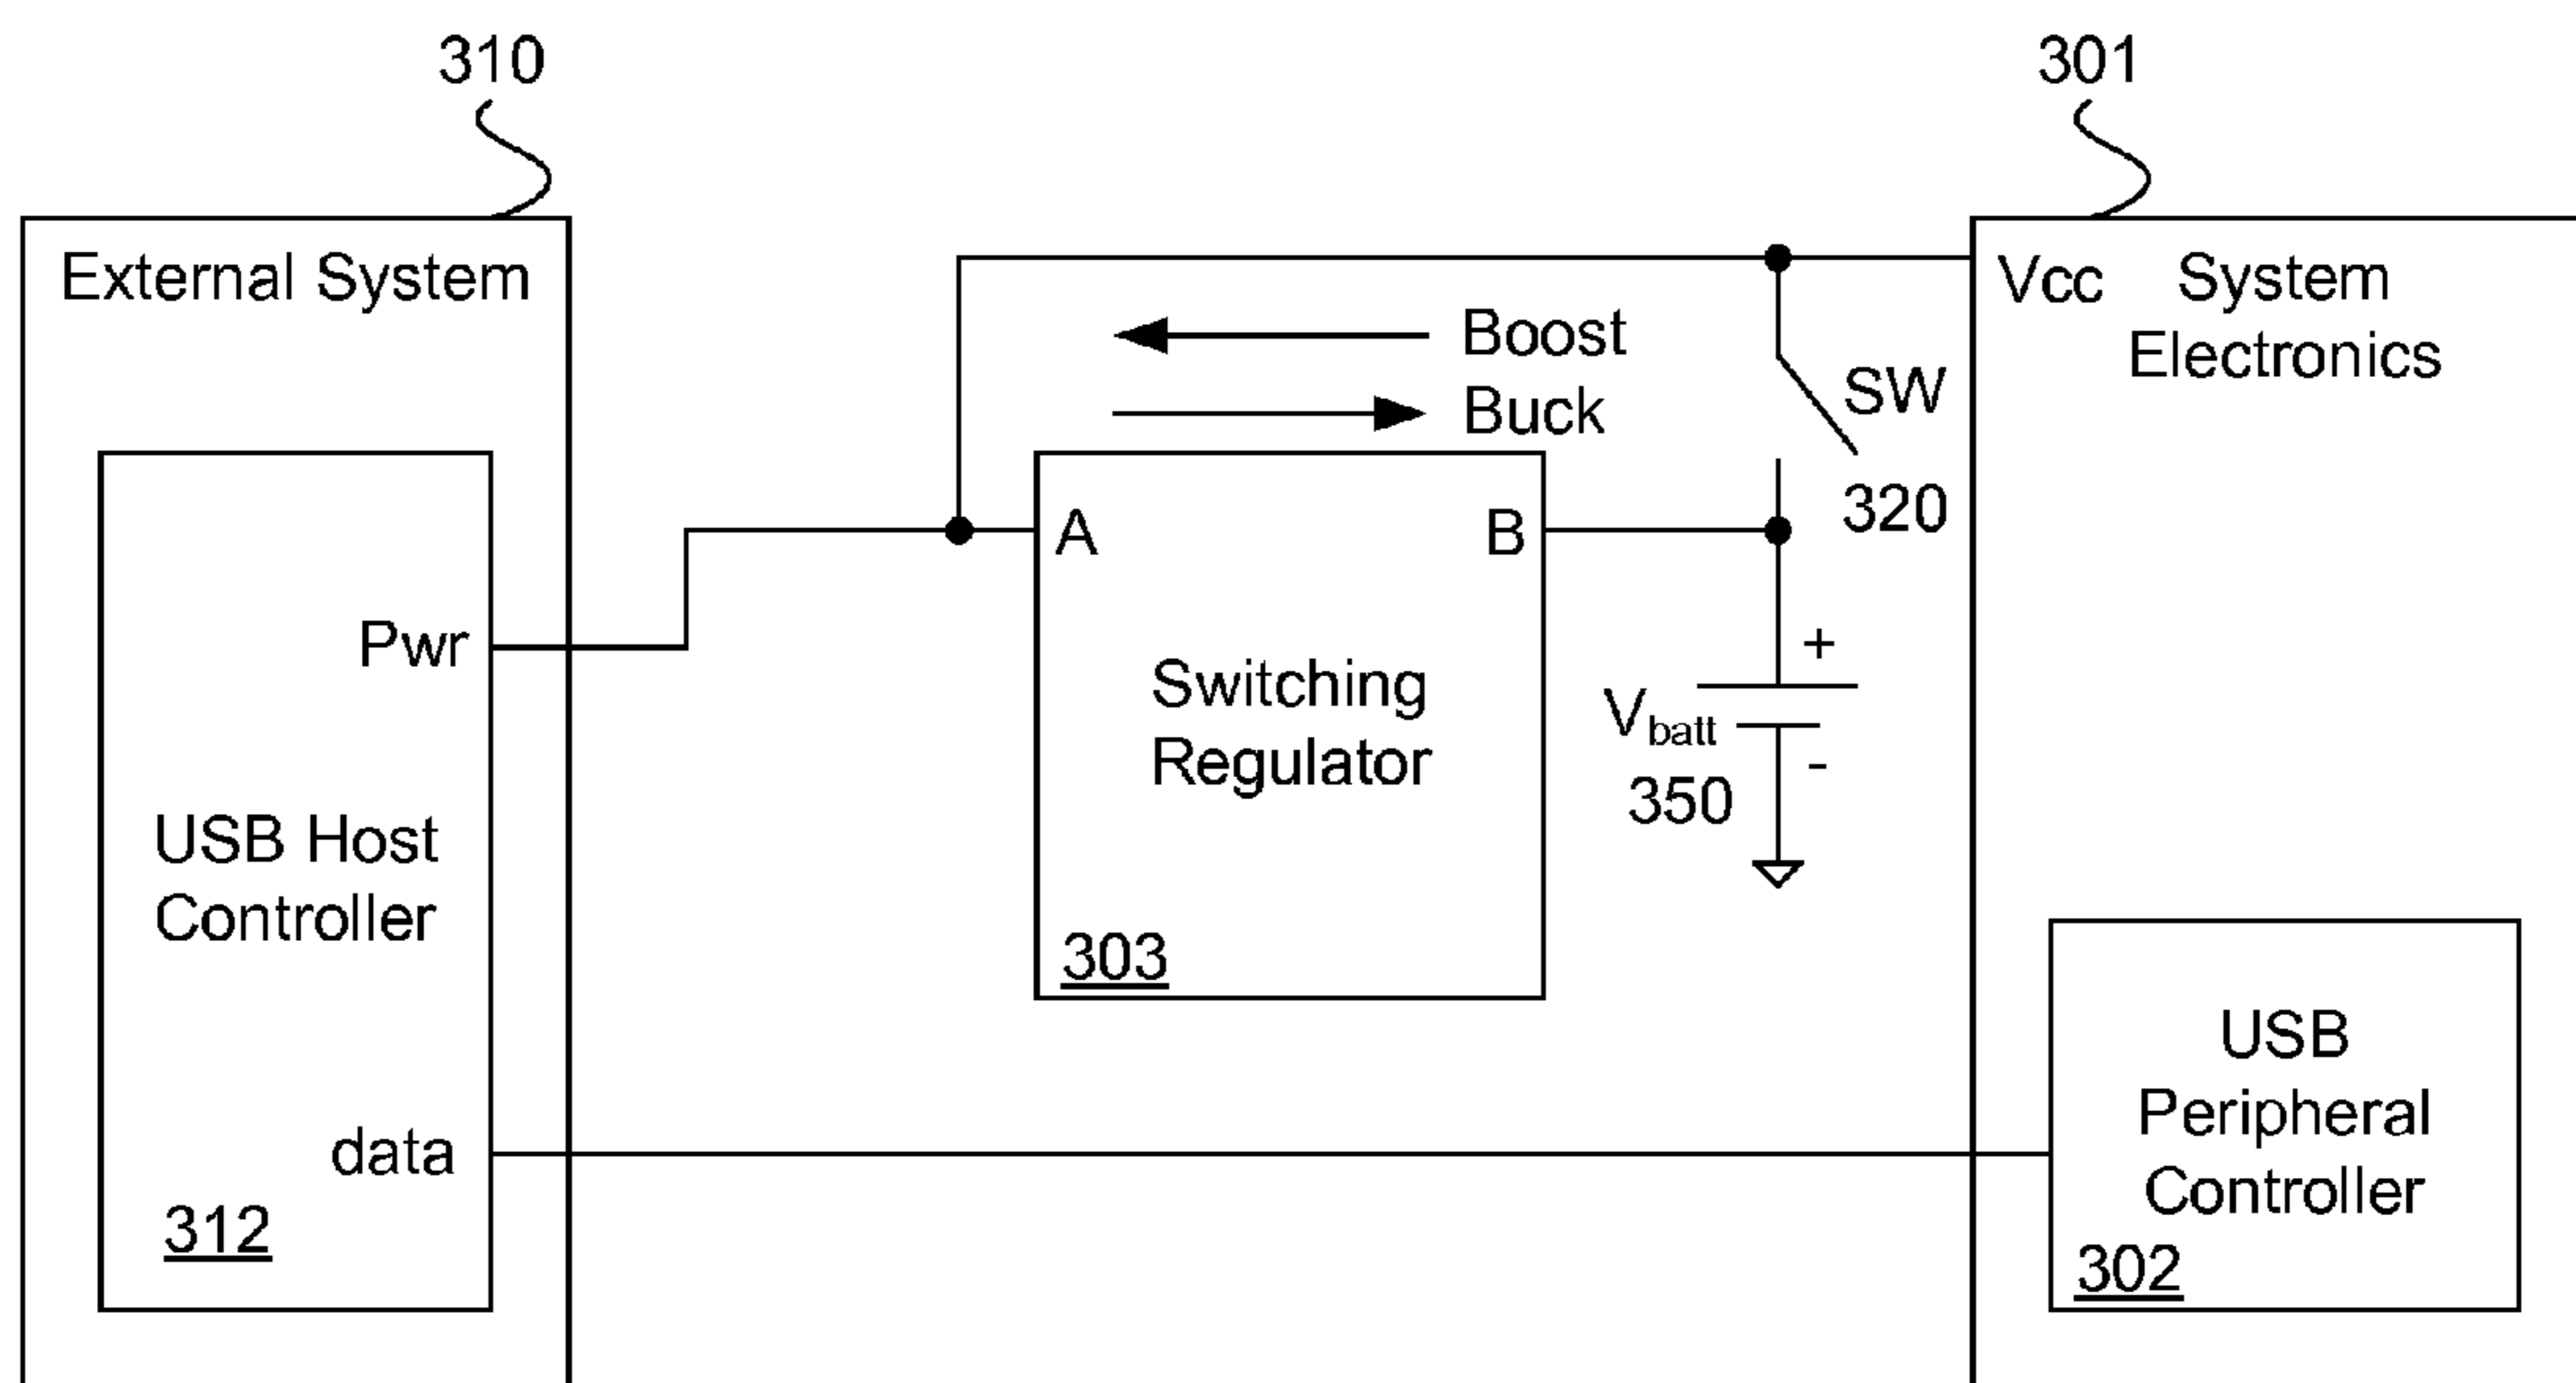 310
External System
Pwr
USB Host
Controller
data
312
Boost
Buck
A
B
Switching
Regulator
303
SW
320
+
Vbatt
-
350
301
Vcc
System
Electronics
USB
Peripheral
Controller
302